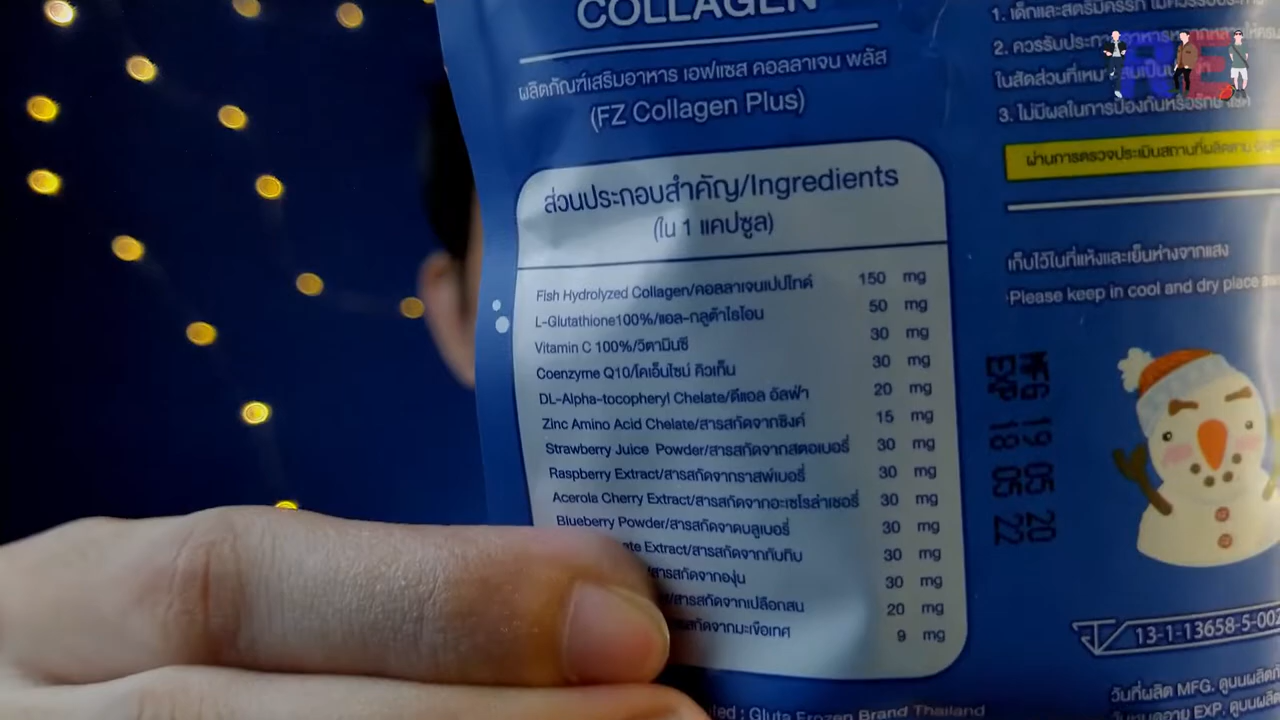 COLLAGEN
ผลิตภัณฑ์เสริมอาหาร เอฟแซส คอลลาเจน พลัส
(FZ Collagen Plus)
ส่วนประกอบสำคัญ/Ingredients
(ใน 1 แคปซูล)
Fish Hydrolyzed Collagen/คอลลาเจนเปปไทด์ 150 mg
L-Glutathione100%/แอล-กลูต้าไธโอน 50 mg
Vitamin C 100%/วิตามินซี 30 mg
Coenzyme Q10/โคเอ็นไซน์ คิวเท็น 30 mg
DL-Alpha-tocopheryl Chelate/ดีแอล อัลฟ่า 20 mg
Zinc Amino Acid Chelate/สารสกัดจากซิงค์ 15 mg
Strawberry Juice Powder/สารสกัดจากสตอเบอรี่ 30 mg
Raspberry Extract/สารสกัดจากราสพ์เบอรี่ 30 mg
Acerola Cherry Extract/สารสกัดจากอะเซโรล่าเชอรี่ 30 mg
Blueberry Powder/สารสกัดจาดบลูเบอรี่ 30 mg
Extract/สารสกัดจากทับทิม 30 mg
สารสกัดจากองุ่น 30 mg
/สารสกัดจากเปลือกสน 20 mg
สกัดจากมะเขือเทศ 9 mg
: Gluta Frozen Brand Thailand
1. เด็กและสตรีมีครรภ์
2. ควรรับประทาน
ในสัดส่วนที่
3. ไม่มีผลในการป้องกันหรือรักษา
ผ่านการตรวจประเมินสถานที่ผลิตตาม
เก็บไว้ในที่แห้งและเย็นห่างจากแสง
Please keep in cool and dry place
MFG 19 05 20
EXP 18 05 22
13-1-13658-5-002
วันที่ผลิต MFG. ดูบนผลิต
EXP. ดูบนผลิต